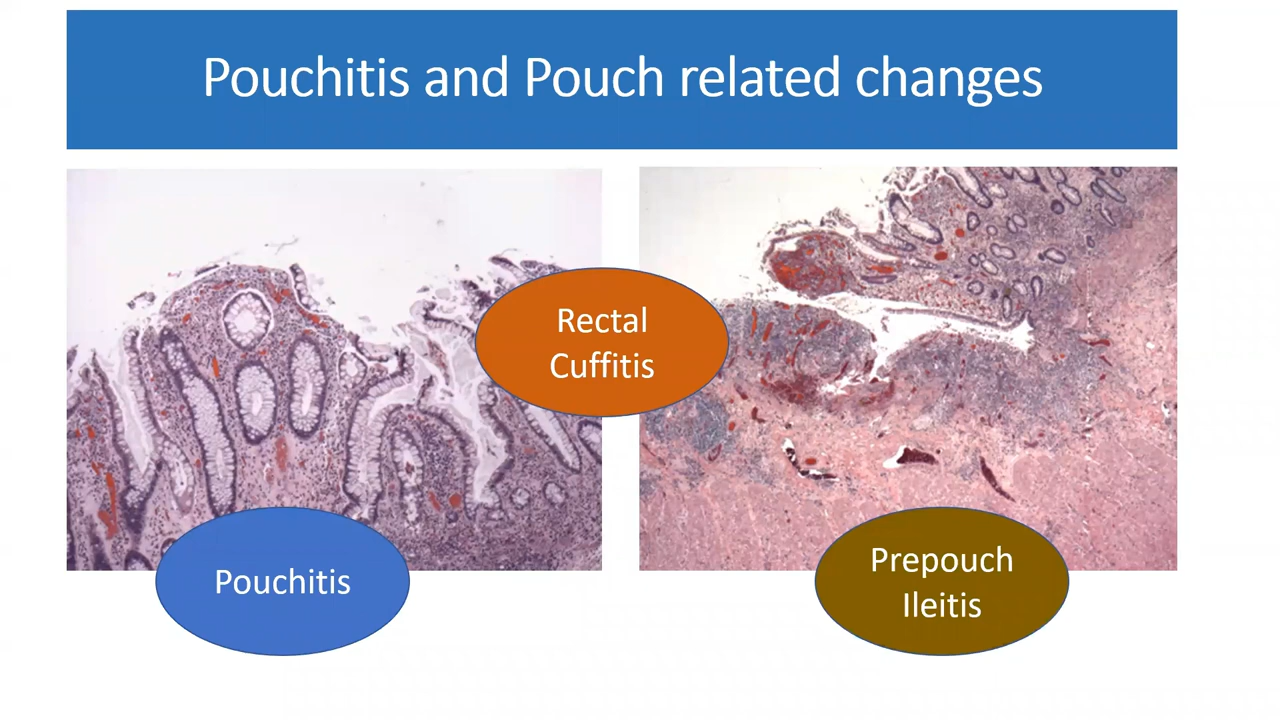 Pouchitis and Pouch related changes
Rectal
Cuffitis
Pouchitis
Prepouch
Ileitis